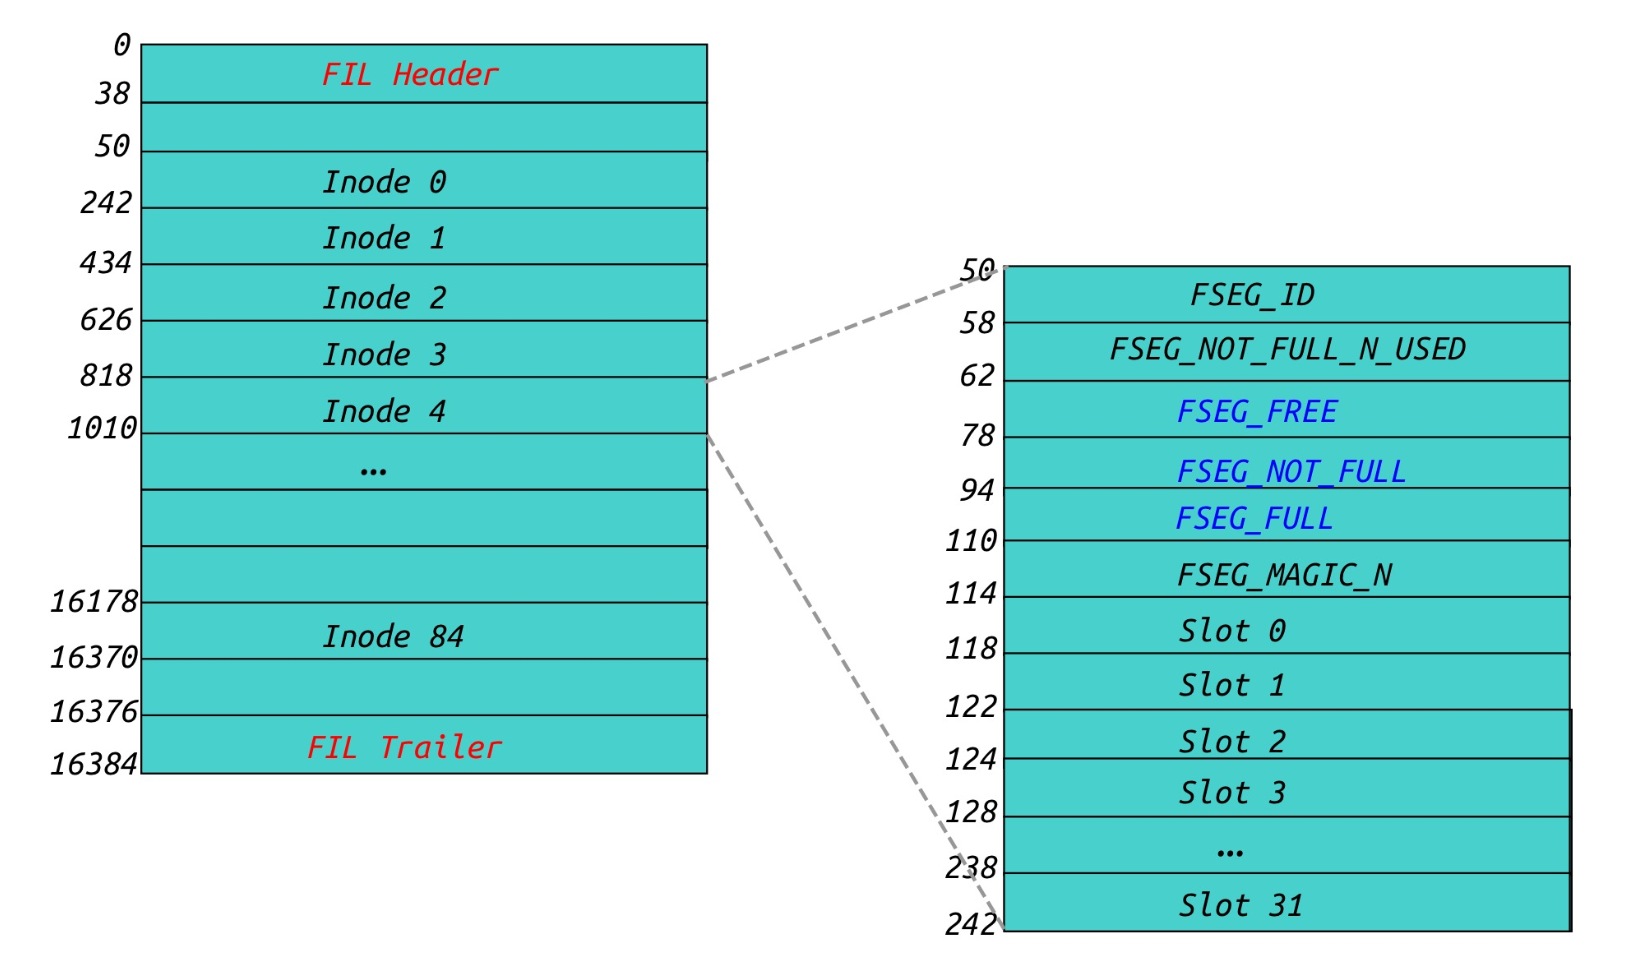 0
FIL Header
38
50
Inode 0
242
Inode 1
434
Inode 2
626
Inode 3
818
Inode 4
1010
...
16178
Inode 84
16370
16376
FIL Trailer
16384
50
FSEG_ID
58
FSEG_NOT_FULL_N_USED
62
FSEG_FREE
78
FSEG_NOT_FULL
94
FSEG_FULL
110
FSEG_MAGIC_N
114
Slot 0
118
Slot 1
122
Slot 2
124
Slot 3
128
...
238
Slot 31
242